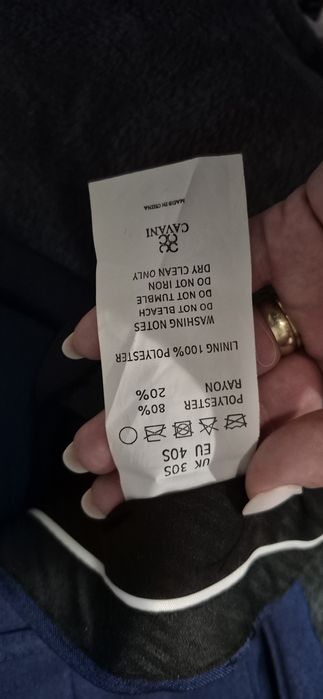 UK 30S
EU 40S
POLYESTER 80%
RAYON 20%
LINING 100% POLYESTER
WASHING NOTES
DO NOT BLEACH
DO NOT TUMBLE
DO NOT IRON
DRY CLEAN ONLY
CAVANI
MADE IN CHINA